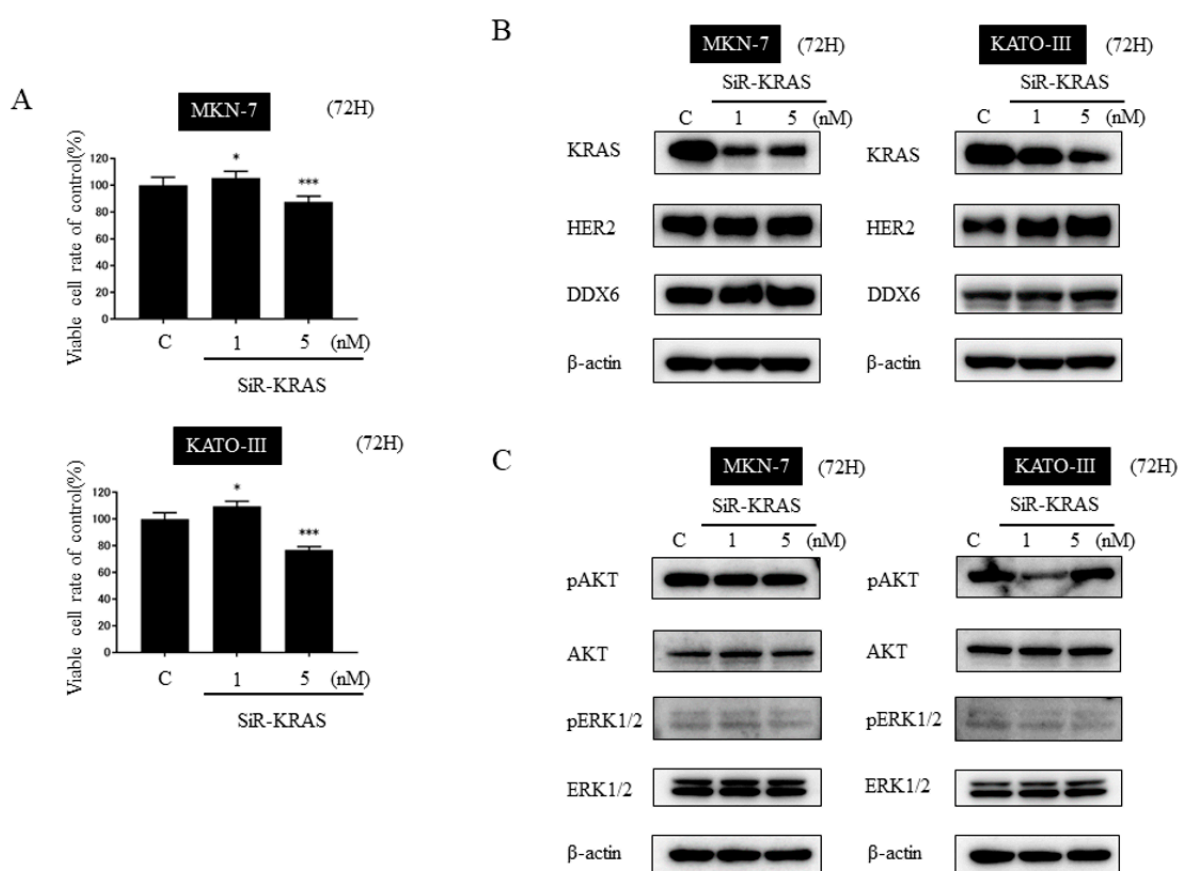 A
MKN-7 (72H)
Viable cell rate of control(%)
120
100
80
60
40
20
0
*
***
C 1 5 (nM)
SiR-KRAS
KATO-III (72H)
Viable cell rate of control(%)
120
100
80
60
40
20
0
*
***
C 1 5 (nM)
SiR-KRAS
B
MKN-7 (72H)
SiR-KRAS
C 1 5 (nM)
KRAS
HER2
DDX6
β-actin
KATO-III (72H)
SiR-KRAS
C 1 5 (nM)
KRAS
HER2
DDX6
β-actin
C
MKN-7 (72H)
SiR-KRAS
C 1 5 (nM)
pAKT
AKT
pERK1/2
ERK1/2
β-actin
KATO-III (72H)
SiR-KRAS
C 1 5 (nM)
pAKT
AKT
pERK1/2
ERK1/2
β-actin